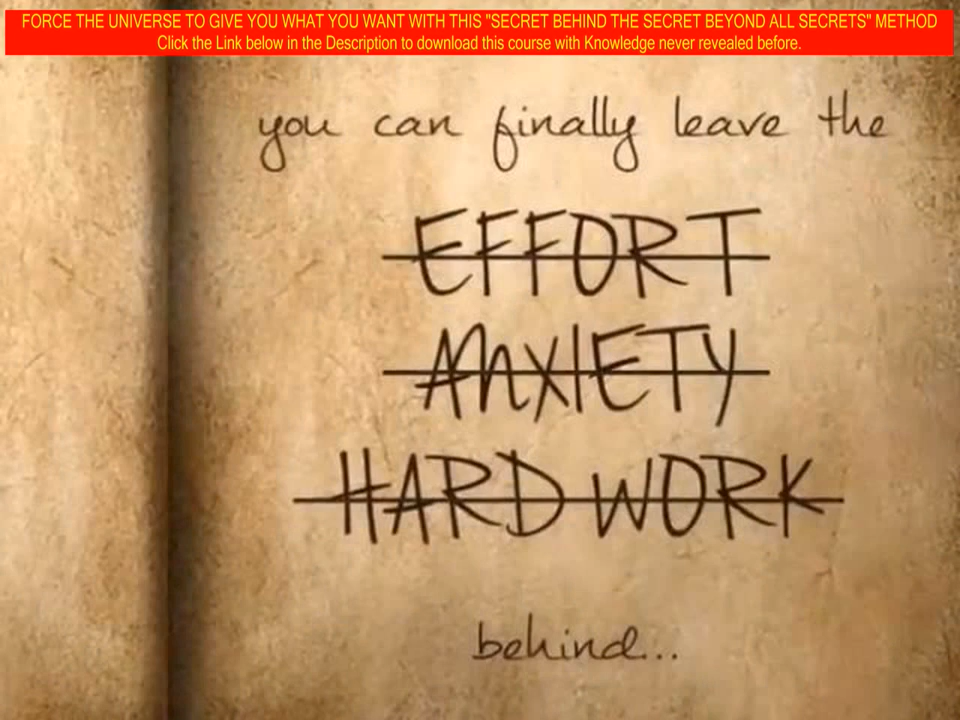 FORCE THE UNIVERSE TO GIVE YOU WHAT YOU WANT WITH THIS "SECRET BEHIND THE SECRET BEYOND ALL SECRETS" METHOD
Click the Link below in the Description to download this course with Knowledge never revealed before.
you can finally leave the
EFFORT
ANXIETY
HARD WORK
behind...